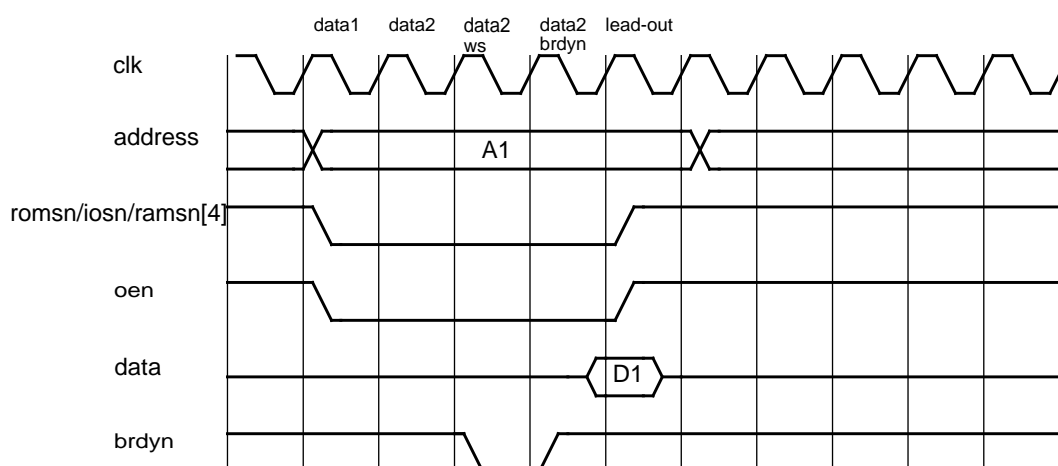 data1 data2 data2 data2 lead-out
ws brdyn
clk
address
A1
romsn/iosn/ramsn[4]
oen
data
D1
brdyn